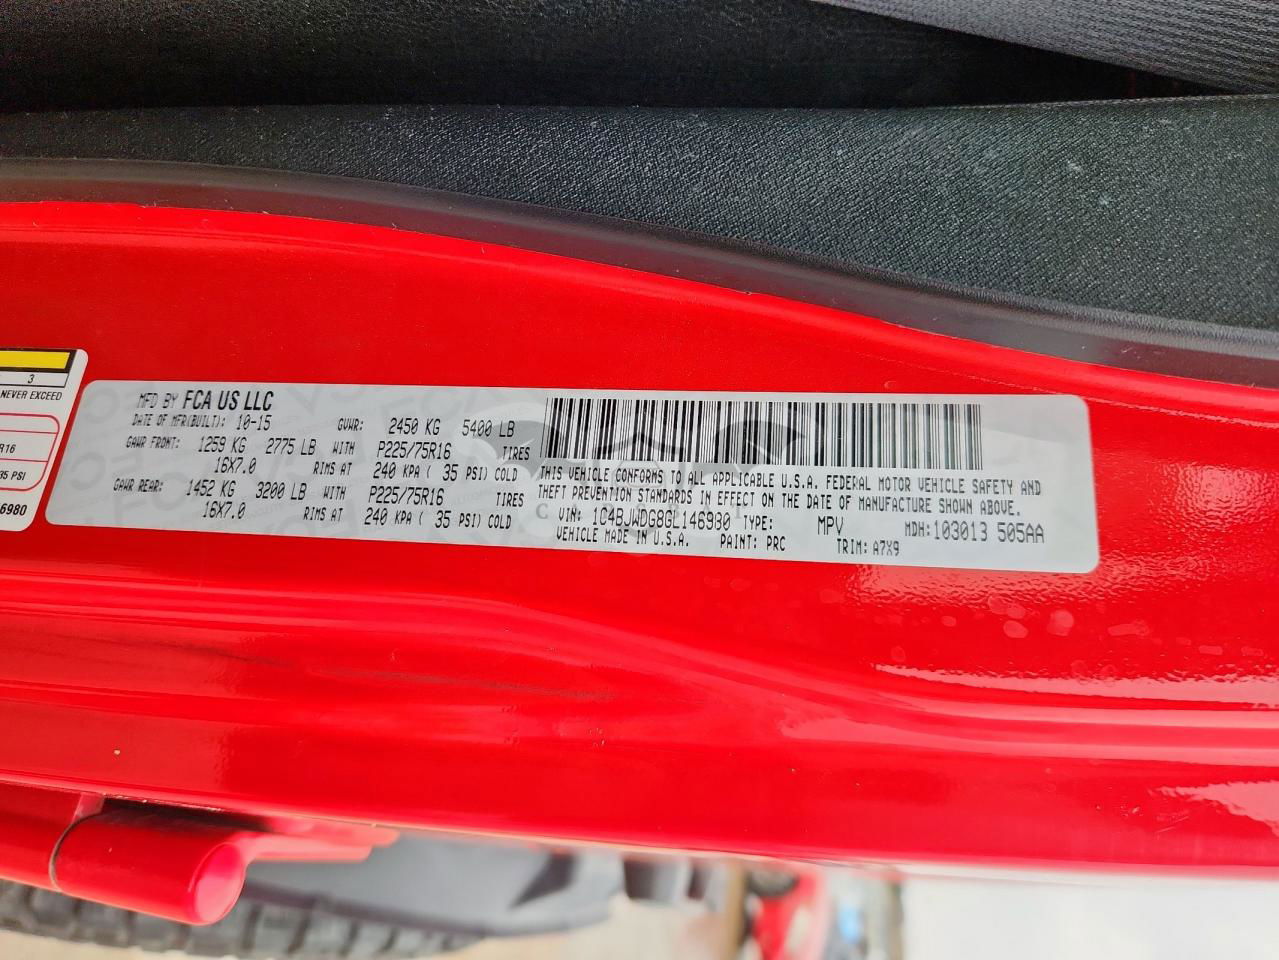 3
NEVER EXCEED
R16
35 PSI
6980
MFD BY FCA US LLC
DATE OF MFR(BUILT): 10-15 GVWR: 2450 KG 5400 LB
GAWR FRONT: 1259 KG 2775 LB WITH P225/75R16 TIRES
16X7.0 RIMS AT 240 KPA ( 35 PSI) COLD
GAWR REAR: 1452 KG 3200 LB WITH P225/75R16 TIRES
16X7.0 RIMS AT 240 KPA ( 35 PSI) COLD
THIS VEHICLE CONFORMS TO ALL APPLICABLE U.S.A. FEDERAL MOTOR VEHICLE SAFETY AND
THEFT PREVENTION STANDARDS IN EFFECT ON THE DATE OF MANUFACTURE SHOWN ABOVE.
VIN: 1C4BJWDG8GL146980 TYPE: MPV MDH:103013 505AA
VEHICLE MADE IN U.S.A. PAINT: PRC TRIM: A7X9